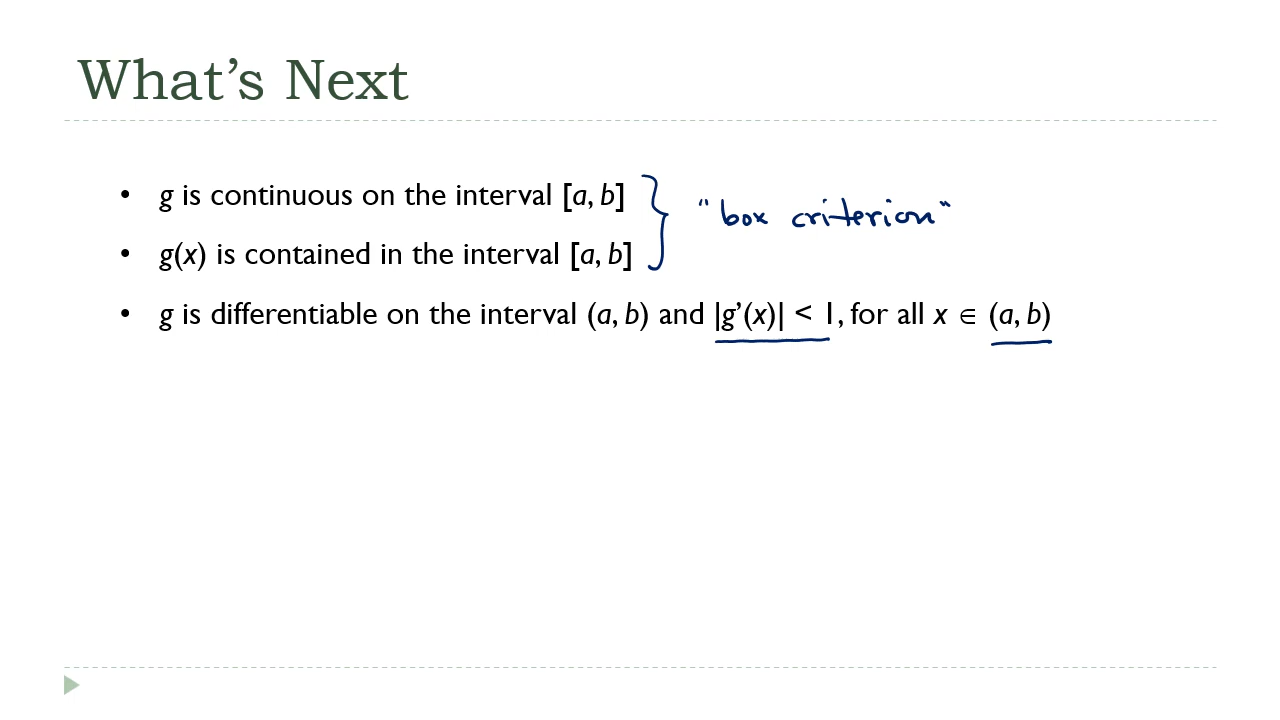 What’s Next
• g is continuous on the interval [a, b]
"box criterion"
• g(x) is contained in the interval [a, b]
• g is differentiable on the interval (a, b) and |g’(x)| < 1, for all x ∈ (a, b)